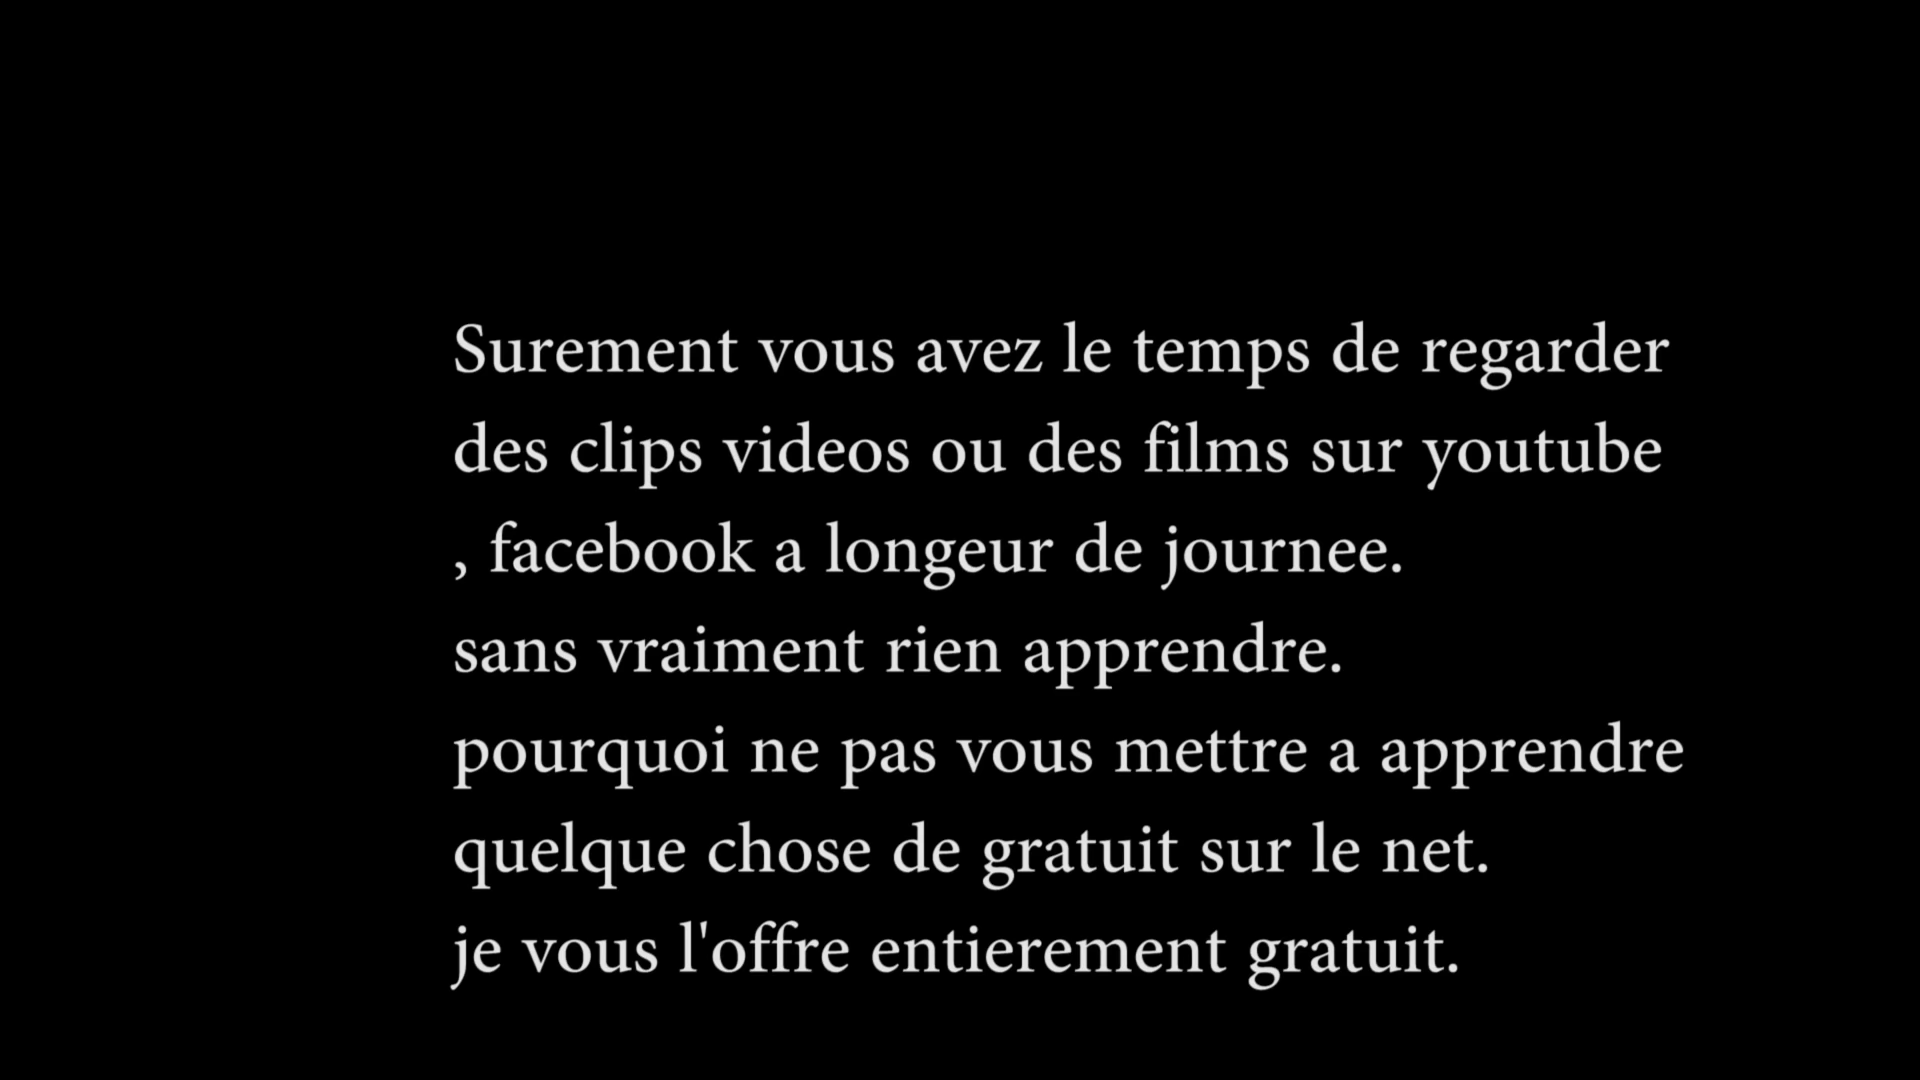 Surement vous avez le temps de regarder
des clips videos ou des films sur youtube
, facebook a longeur de journee.
sans vraiment rien apprendre.
pourquoi ne pas vous mettre a apprendre
quelque chose de gratuit sur le net.
je vous l'offre entierement gratuit.